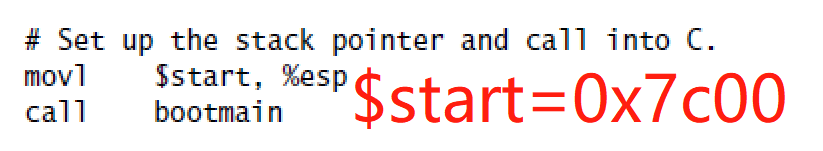 # Set up the stack pointer and call into C.
movl    $start, %esp
call    bootmain
$start=0x7c00